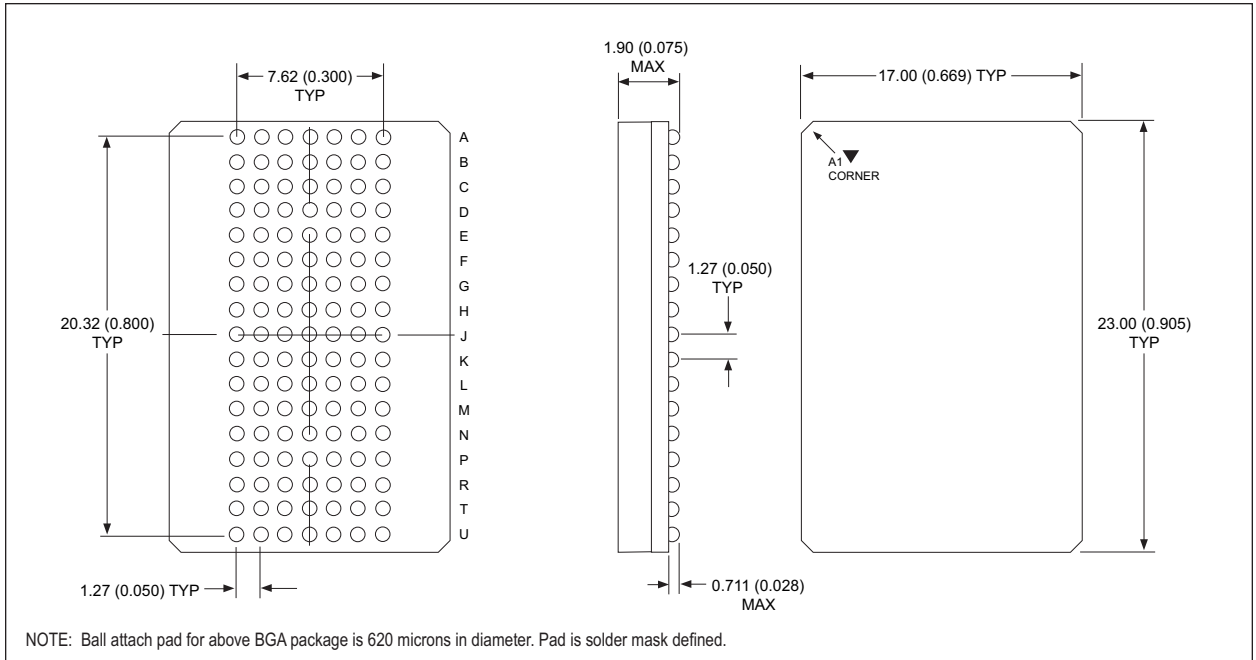 1.90 (0.075)
MAX
7.62 (0.300)
TYP
17.00 (0.669) TYP
A
B
C
D
E
F
G
H
J
K
L
M
N
P
R
T
U
A1
CORNER
1.27 (0.050)
TYP
20.32 (0.800)
TYP
23.00 (0.905)
TYP
1.27 (0.050) TYP
0.711 (0.028)
MAX
NOTE: Ball attach pad for above BGA package is 620 microns in diameter. Pad is solder mask defined.